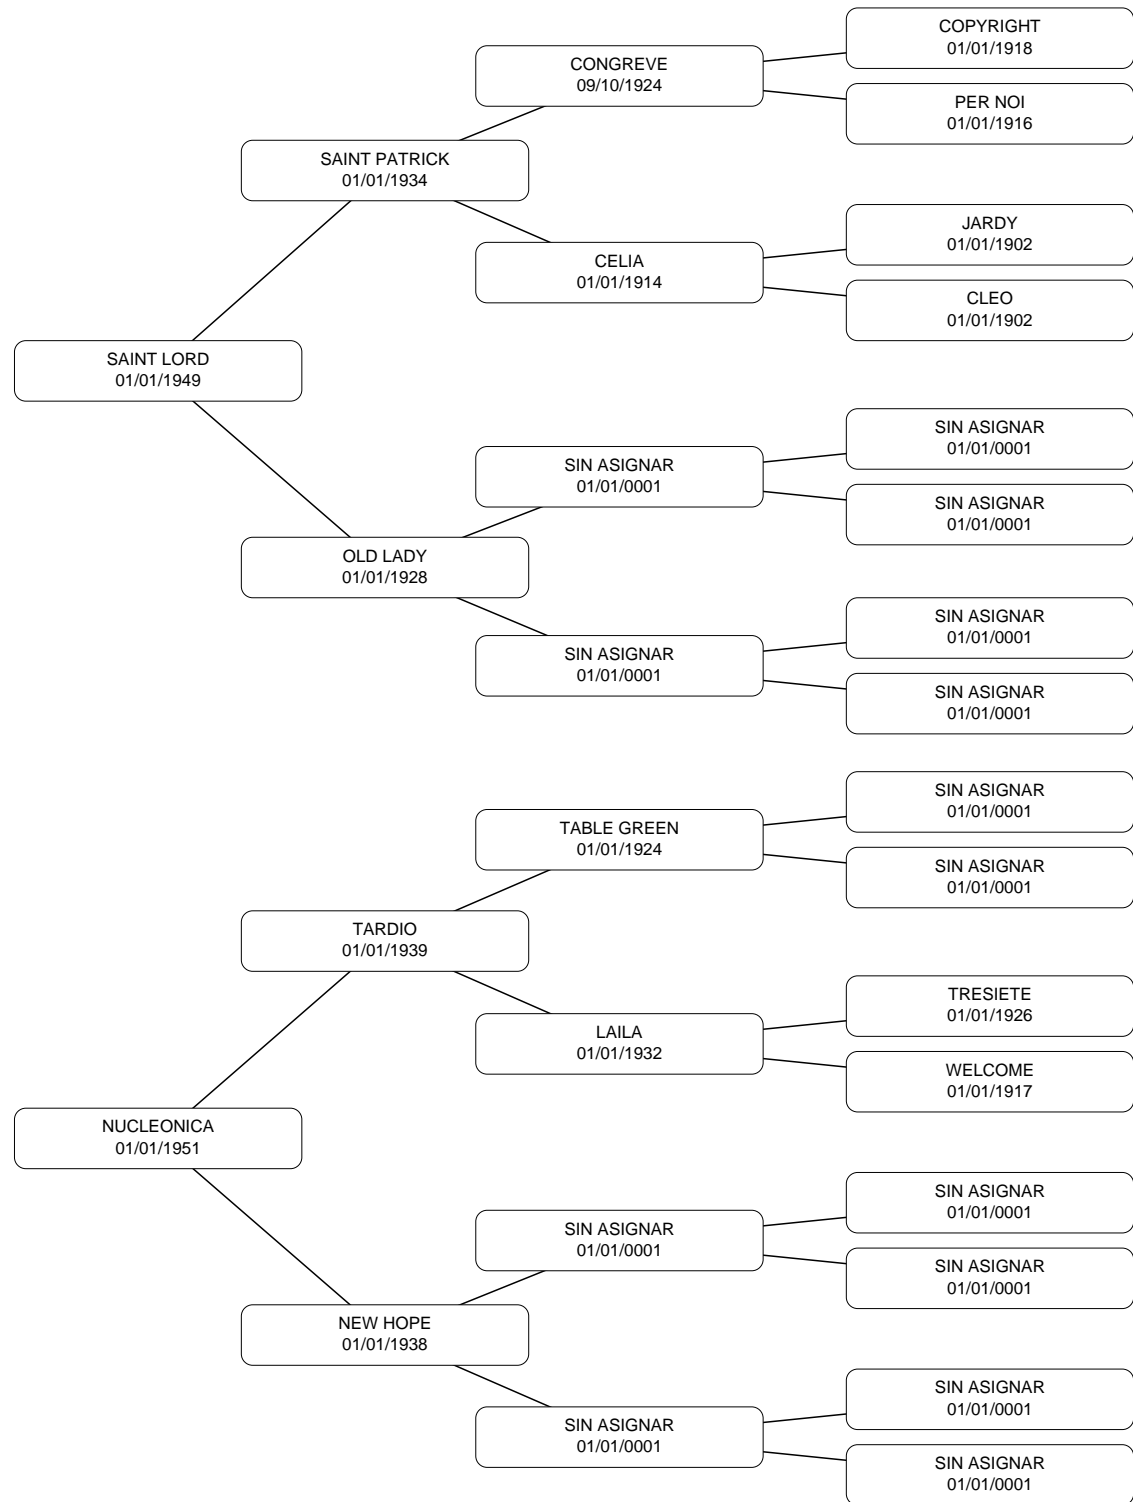 COPYRIGHT
01/01/1918
CONGREVE
09/10/1924
PER NOI
01/01/1916
SAINT PATRICK
01/01/1934
JARDY
01/01/1902
CELIA
01/01/1914
CLEO
01/01/1902
SAINT LORD
01/01/1949
SIN ASIGNAR
01/01/0001
SIN ASIGNAR
01/01/0001
SIN ASIGNAR
01/01/0001
OLD LADY
01/01/1928
SIN ASIGNAR
01/01/0001
SIN ASIGNAR
01/01/0001
SIN ASIGNAR
01/01/0001
SIN ASIGNAR
01/01/0001
TABLE GREEN
01/01/1924
SIN ASIGNAR
01/01/0001
TARDIO
01/01/1939
TRESIETE
01/01/1926
LAILA
01/01/1932
WELCOME
01/01/1917
NUCLEONICA
01/01/1951
SIN ASIGNAR
01/01/0001
SIN ASIGNAR
01/01/0001
SIN ASIGNAR
01/01/0001
NEW HOPE
01/01/1938
SIN ASIGNAR
01/01/0001
SIN ASIGNAR
01/01/0001
SIN ASIGNAR
01/01/0001